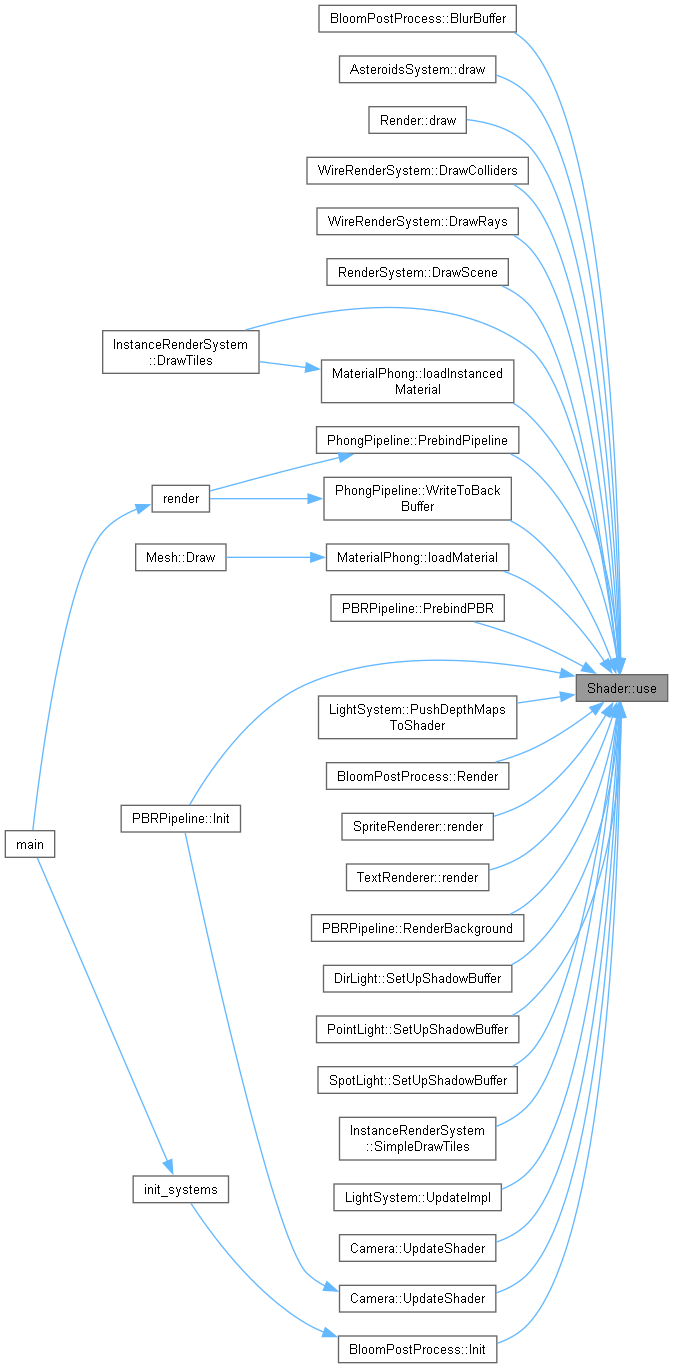 BloomPostProcess::BlurBuffer
AsteroidsSystem::draw
Render::draw
WireRenderSystem::DrawColliders
WireRenderSystem::DrawRays
RenderSystem::DrawScene
InstanceRenderSystem
::DrawTiles
MaterialPhong::loadInstanced
Material
PhongPipeline::PrebindPipeline
render
PhongPipeline::WriteToBack
Buffer
Mesh::Draw
MaterialPhong::loadMaterial
PBRPipeline::PrebindPBR
Shader::use
LightSystem::PushDepthMaps
ToShader
BloomPostProcess::Render
PBRPipeline::Init
SpriteRenderer::render
main
TextRenderer::render
PBRPipeline::RenderBackground
DirLight::SetUpShadowBuffer
PointLight::SetUpShadowBuffer
SpotLight::SetUpShadowBuffer
InstanceRenderSystem
::SimpleDrawTiles
init_systems
LightSystem::UpdateImpl
Camera::UpdateShader
Camera::UpdateShader
BloomPostProcess::Init